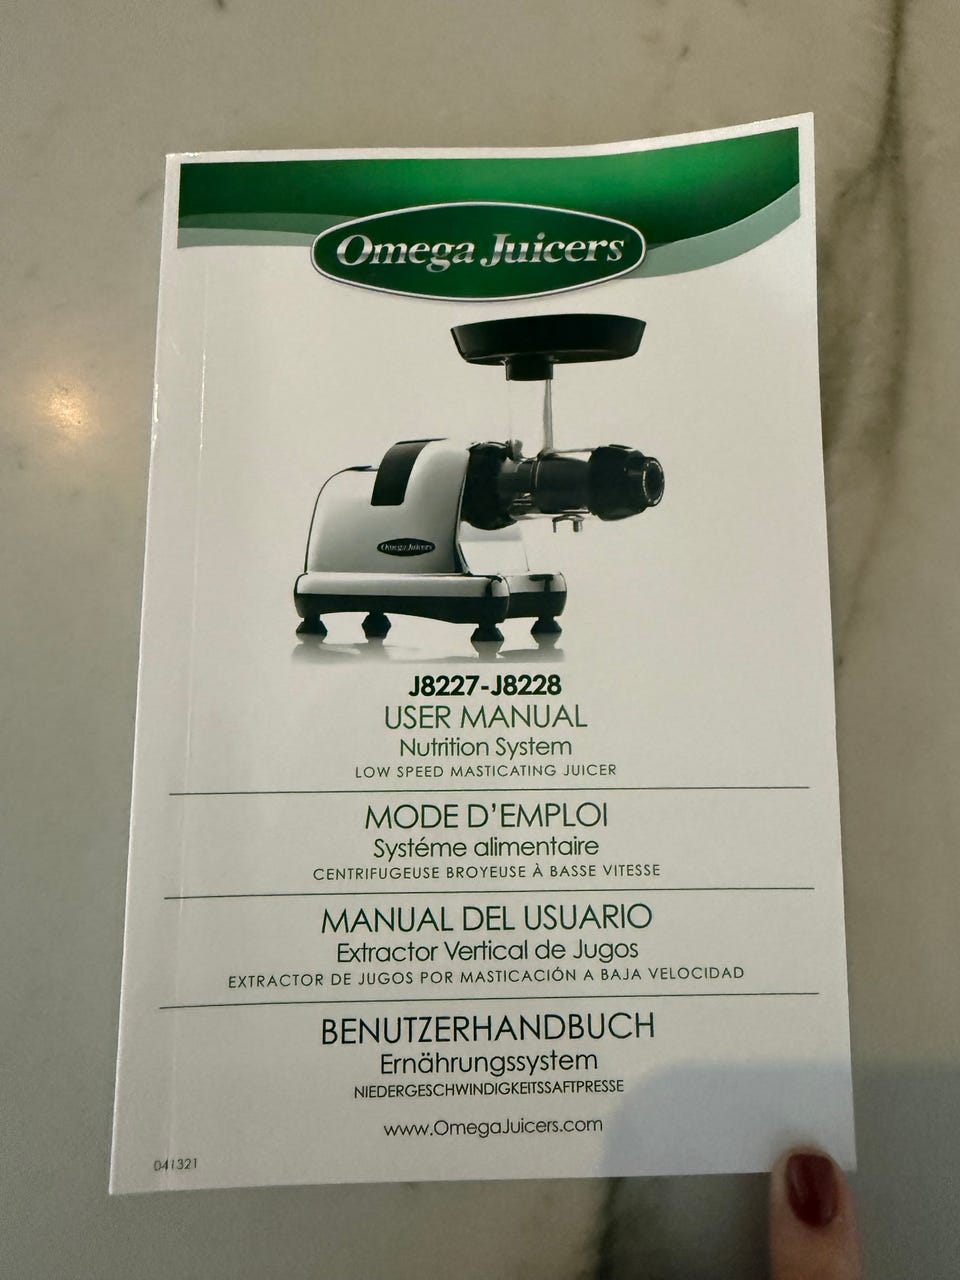 Omega Juicers
Omega Juicers
J8227-J8228
USER MANUAL
Nutrition System
LOW SPEED MASTICATING JUICER
MODE D'EMPLOI
Systéme alimentaire
CENTRIFUGEUSE BROYEUSE À BASSE VITESSE
MANUAL DEL USUARIO
Extractor Vertical de Jugos
EXTRACTOR DE JUGOS POR MASTICACIÓN A BAJA VELOCIDAD
BENUTZERHANDBUCH
Ernährungssystem
NIEDERGESCHWINDIGKEITSSAFTPRESSE
www.OmegaJuicers.com
041321